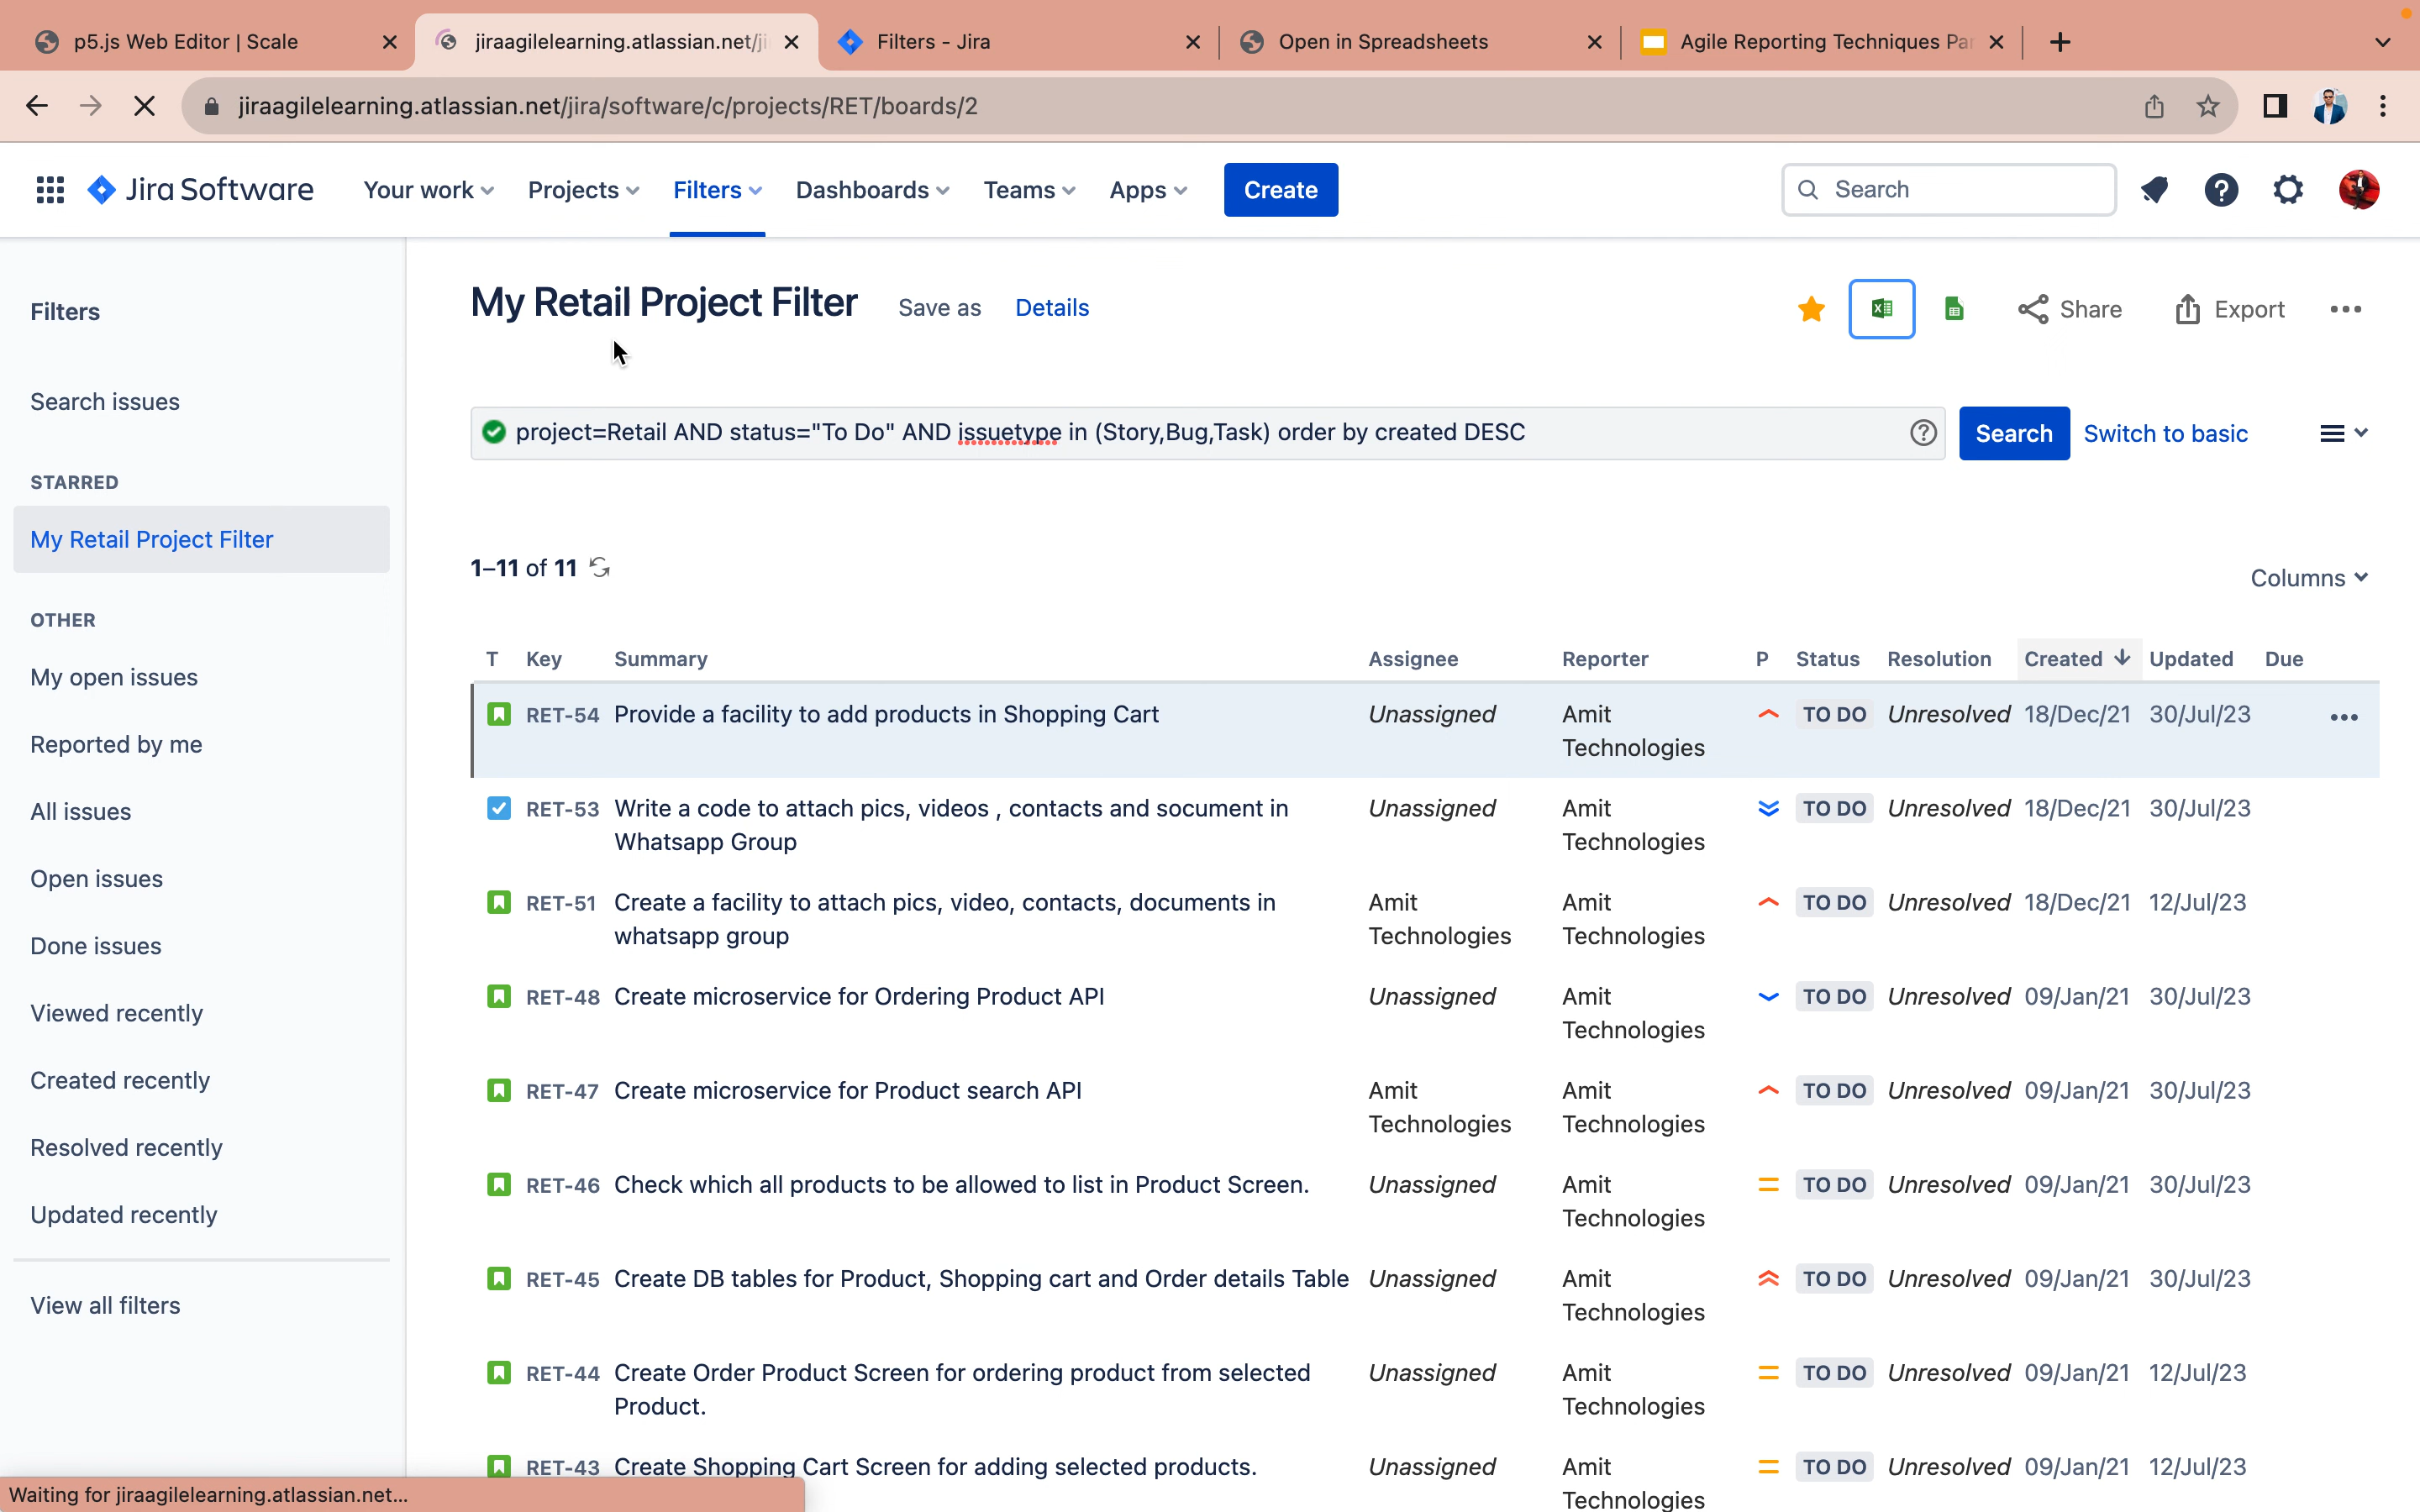 p5.js Web Editor | Scale
jiraagilelearning.atlassian.net/ji
Filters - Jira
Open in Spreadsheets
Agile Reporting Techniques Par
jiraagilelearning.atlassian.net/jira/software/c/projects/RET/boards/2
Jira Software
Your work
Projects
Filters
Dashboards
Teams
Apps
Create
Search
Filters
Search issues
STARRED
My Retail Project Filter
OTHER
My open issues
Reported by me
All issues
Open issues
Done issues
Viewed recently
Created recently
Resolved recently
Updated recently
View all filters
My Retail Project Filter Save as Details
Share Export
project=Retail AND status="To Do" AND issuetype in (Story,Bug,Task) order by created DESC
Search Switch to basic
1–11 of 11
Columns
T Key Summary Assignee Reporter P Status Resolution Created Updated Due
RET-54 Provide a facility to add products in Shopping Cart Unassigned Amit TO DO Unresolved 18/Dec/21 30/Jul/23
Technologies
RET-53 Write a code to attach pics, videos , contacts and socument in Unassigned Amit TO DO Unresolved 18/Dec/21 30/Jul/23
Whatsapp Group Technologies
RET-51 Create a facility to attach pics, video, contacts, documents in Amit Amit TO DO Unresolved 18/Dec/21 12/Jul/23
whatsapp group Technologies Technologies
RET-48 Create microservice for Ordering Product API Unassigned Amit TO DO Unresolved 09/Jan/21 30/Jul/23
Technologies
RET-47 Create microservice for Product search API Amit Amit TO DO Unresolved 09/Jan/21 30/Jul/23
Technologies Technologies
RET-46 Check which all products to be allowed to list in Product Screen. Unassigned Amit TO DO Unresolved 09/Jan/21 30/Jul/23
Technologies
RET-45 Create DB tables for Product, Shopping cart and Order details Table Unassigned Amit TO DO Unresolved 09/Jan/21 30/Jul/23
Technologies
RET-44 Create Order Product Screen for ordering product from selected Unassigned Amit TO DO Unresolved 09/Jan/21 12/Jul/23
Product. Technologies
RET-43 Create Shopping Cart Screen for adding selected products. Unassigned Amit TO DO Unresolved 09/Jan/21 12/Jul/23
Technologies
Waiting for jiraagilelearning.atlassian.net...